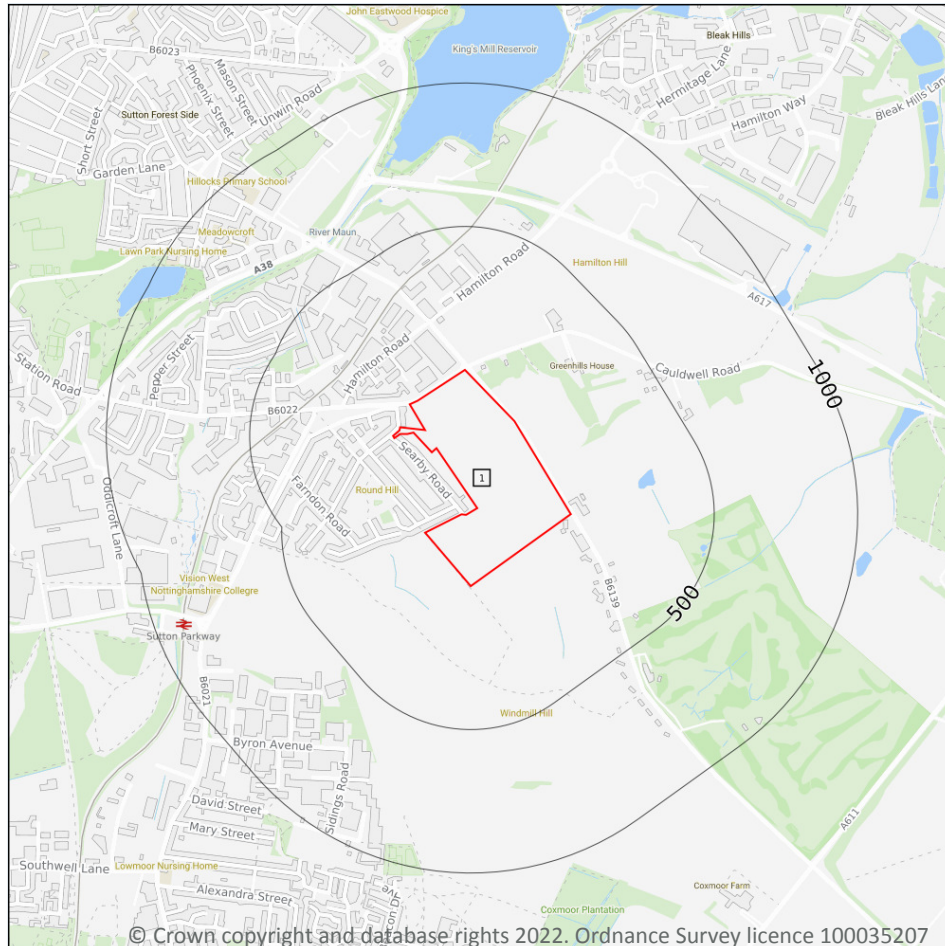 John Eastwood Hospice
B6023
King's Mill Reservoir
Bleak Hills
Mason Street
Phoenix Street
Unwin Road
Hermitage Lane
Bleak Hills Lane
Short Street
Sutton Forest Side
Hamilton Way
Garden Lane
Hillocks Primary School
Meadowcroft
River Maun
Lawn Park Nursing Home
A38
Hamilton Road
Hamilton Hill
A617
Station Road
Pepper Street
Hamilton Road
Greenhills House
Cauldwell Road
1000
B6022
Searby Road
1
Farndon Road
Round Hill
Oddicroft Lane
Vision West
Nottinghamshire Collegre
B6139
500
Sutton Parkway
B6021
Windmill Hill
Byron Avenue
Sidings Road
David Street
Mary Street
A611
Southwell Lane
Lowmoor Nursing Home
Alexandra Street
Coxmoor Farm
Coxmoor Plantation
© Crown copyright and database rights 2022. Ordnance Survey licence 100035207